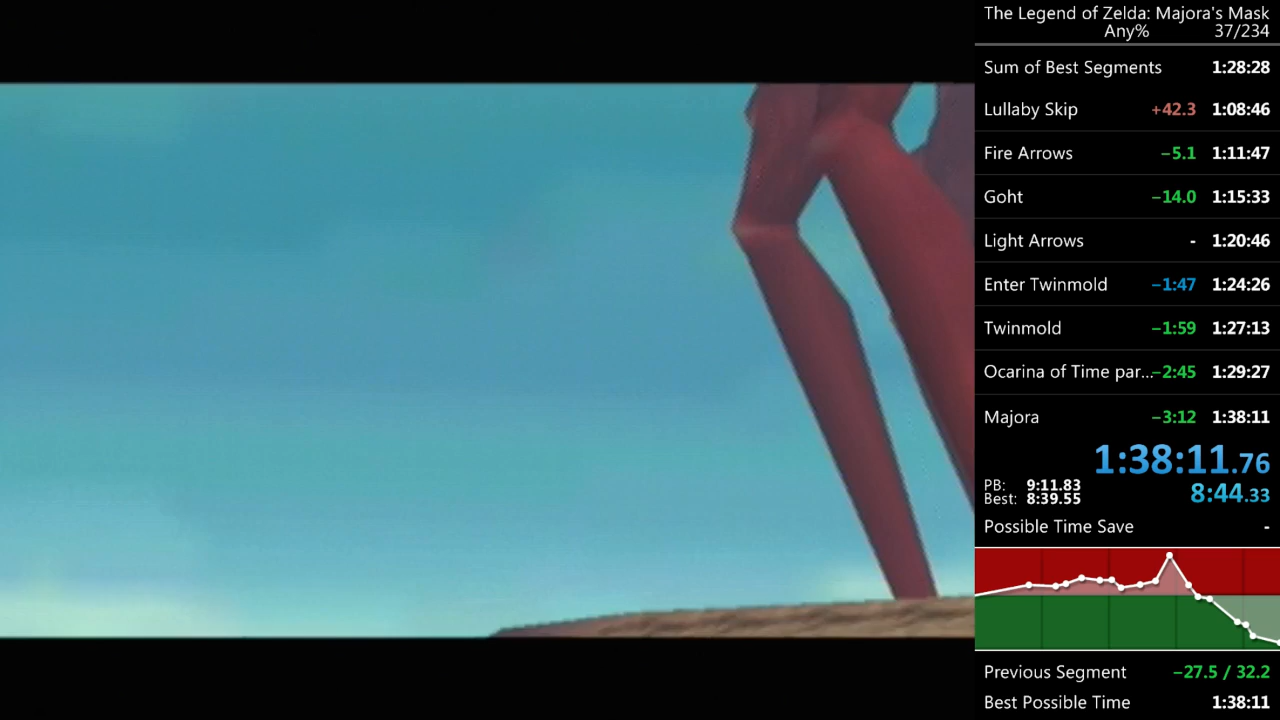 The Legend of Zelda: Majora's Mask
Any% 37/234
Sum of Best Segments 1:28:28
Lullaby Skip +42.3 1:08:46
Fire Arrows −5.1 1:11:47
Goht −14.0 1:15:33
Light Arrows - 1:20:46
Enter Twinmold −1:47 1:24:26
Twinmold −1:59 1:27:13
Ocarina of Time par... −2:45 1:29:27
Majora −3:12 1:38:11
1:38:11.76
PB: 9:11.83
Best: 8:39.55 8:44.33
Possible Time Save -
Previous Segment −27.5 / 32.2
Best Possible Time 1:38:11